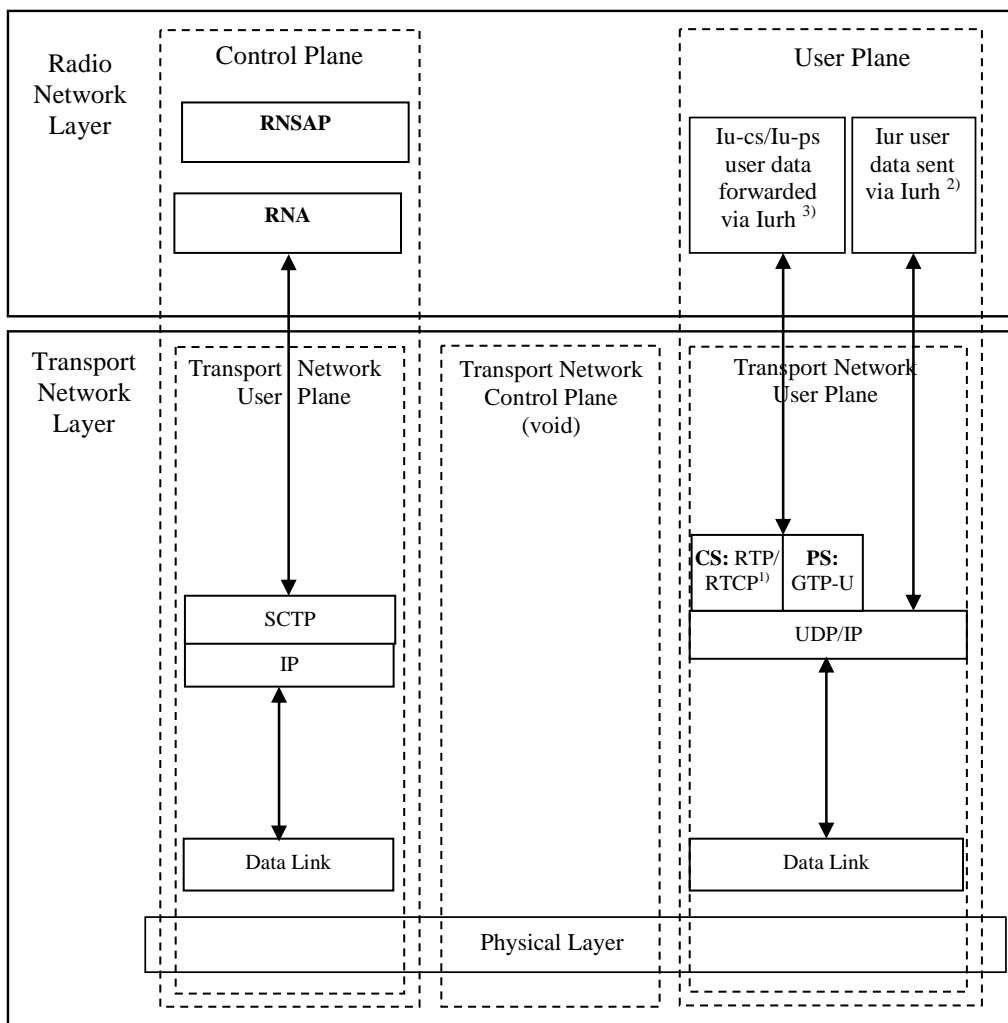 Radio
Network
Layer
Control Plane
RNSAP
RNA
User Plane
Iu-cs/Iu-ps
user data
forwarded
via Iurh 3)
Iur user
data sent
via Iurh 2)
Transport
Network
Layer
Transport Network
User Plane
SCTP
IP
Data Link
Transport Network
Control Plane
(void)
Transport Network
User Plane
CS: RTP/
RTCP1)
PS:
GTP-U
UDP/IP
Data Link
Physical Layer